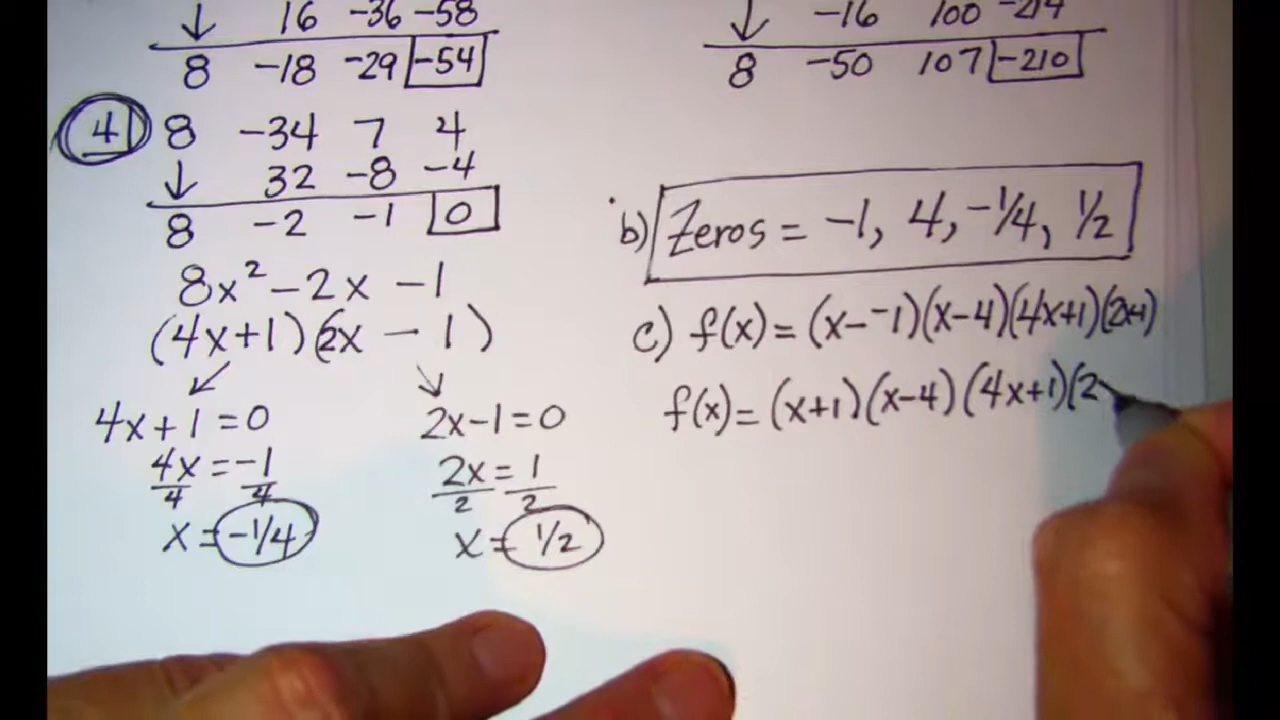 ↓ 16 -36 -58
8 -18 -29 -54
4 8 -34 7 4
↓ 32 -8 -4
8 -2 -1 0
8x² - 2x - 1
(4x+1)(2x - 1)
↙ ↘
4x+1=0 2x-1=0
4x/4 = -1/4 2x/2 = 1/2
x = -1/4 x = 1/2
↓ -16 100 -214
8 -50 107 -210
b) Zeros = -1, 4, -1/4, 1/2
c) f(x) = (x - -1)(x-4)(4x+1)(2x-1)
f(x) = (x+1)(x-4)(4x+1)(2